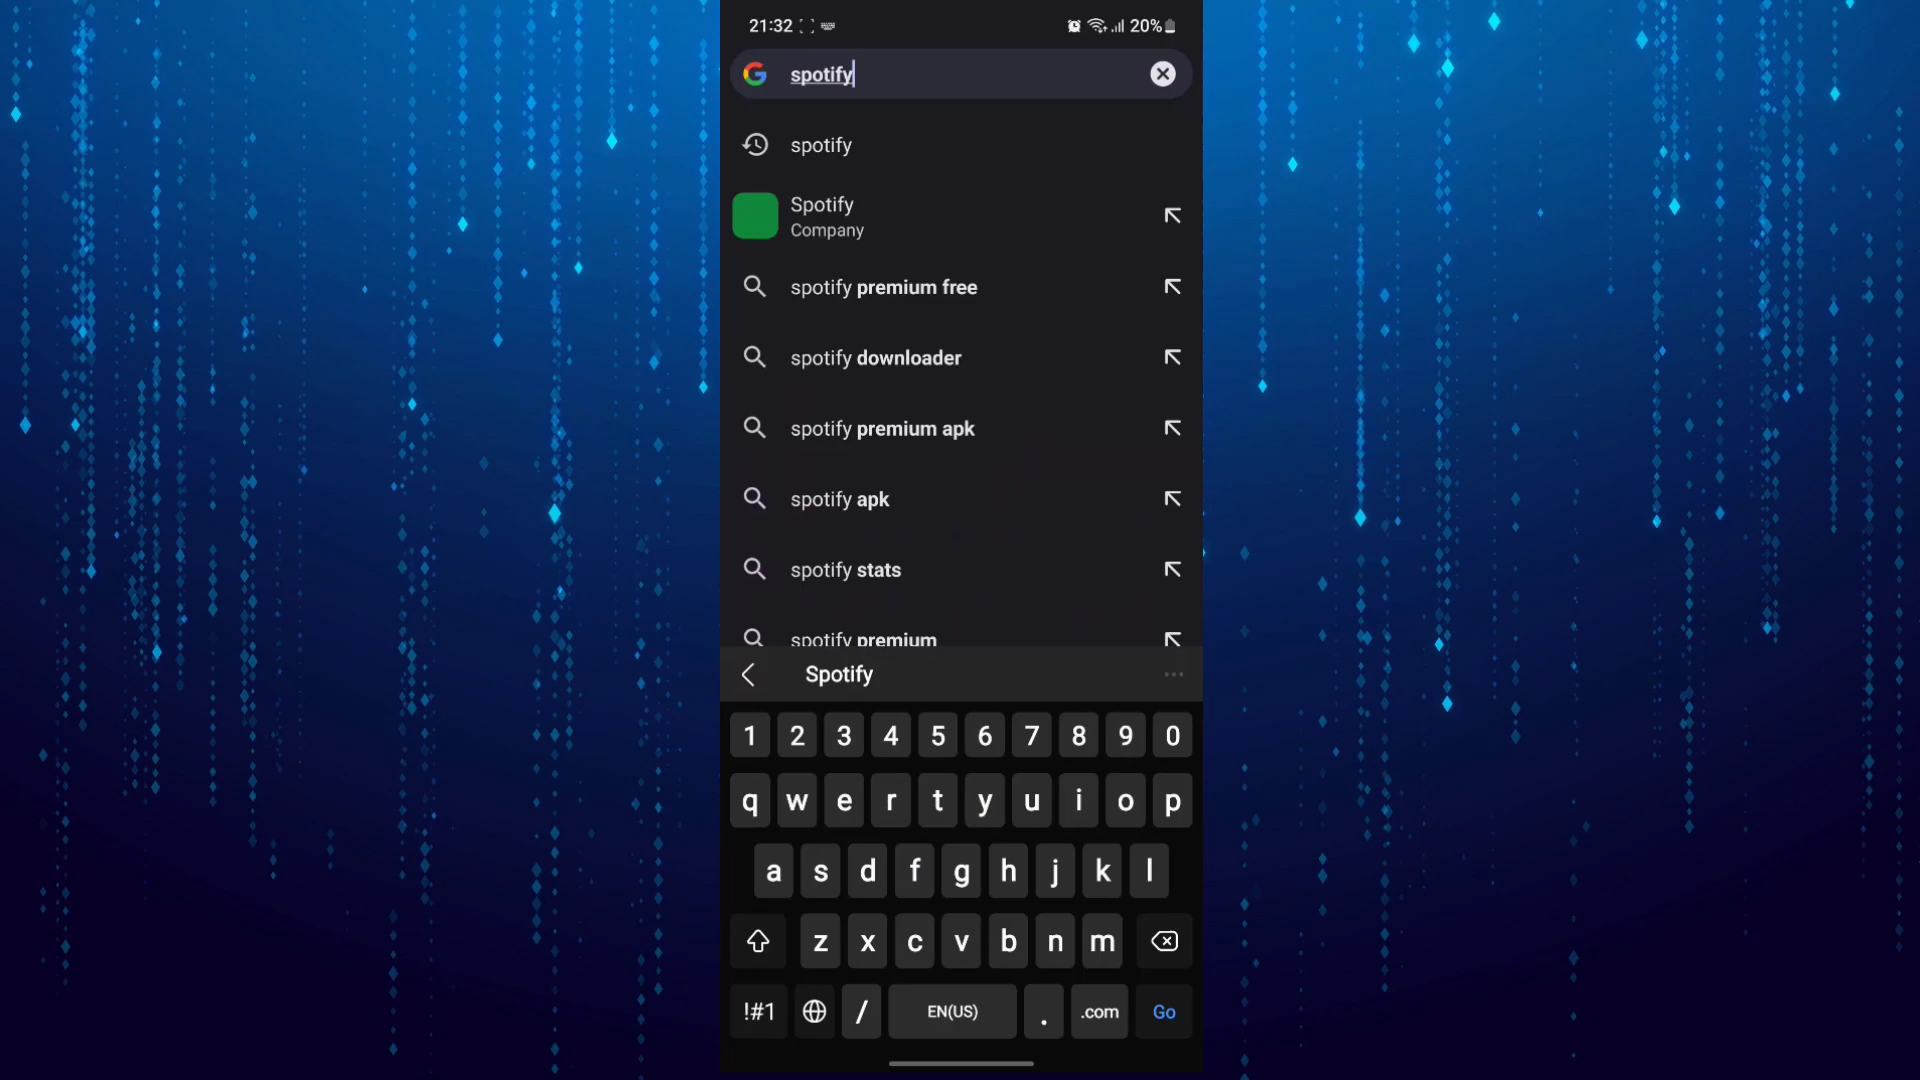 21:32 20%
spotify
spotify
Spotify
Company
spotify premium free
spotify downloader
spotify premium apk
spotify apk
spotify stats
spotify premium
Spotify
1 2 3 4 5 6 7 8 9 0
q w e r t y u i o p
a s d f g h j k l
z x c v b n m
!#1 / EN(US) . .com Go